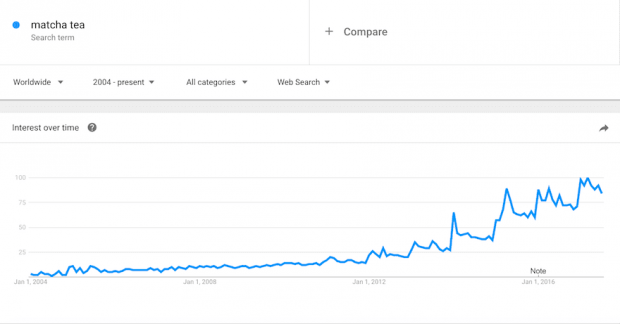 matcha tea
Search term
+ Compare
Worldwide
2004 - present
All categories
Web Search
Interest over time
?
100
75
50
25
Note
Jan 1, 2004
Jan 1, 2008
Jan 1, 2012
Jan 1, 2016